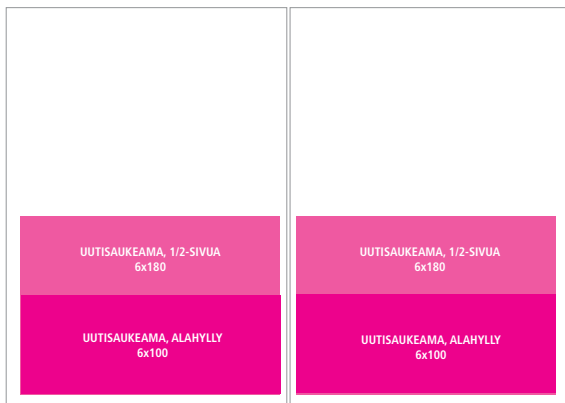 UUTISAUKEAMA, 1/2-SIVUA
6x180
UUTISAUKEAMA, ALAHYLLY
6x100
UUTISAUKEAMA, 1/2-SIVUA
6x180
UUTISAUKEAMA, ALAHYLLY
6x100